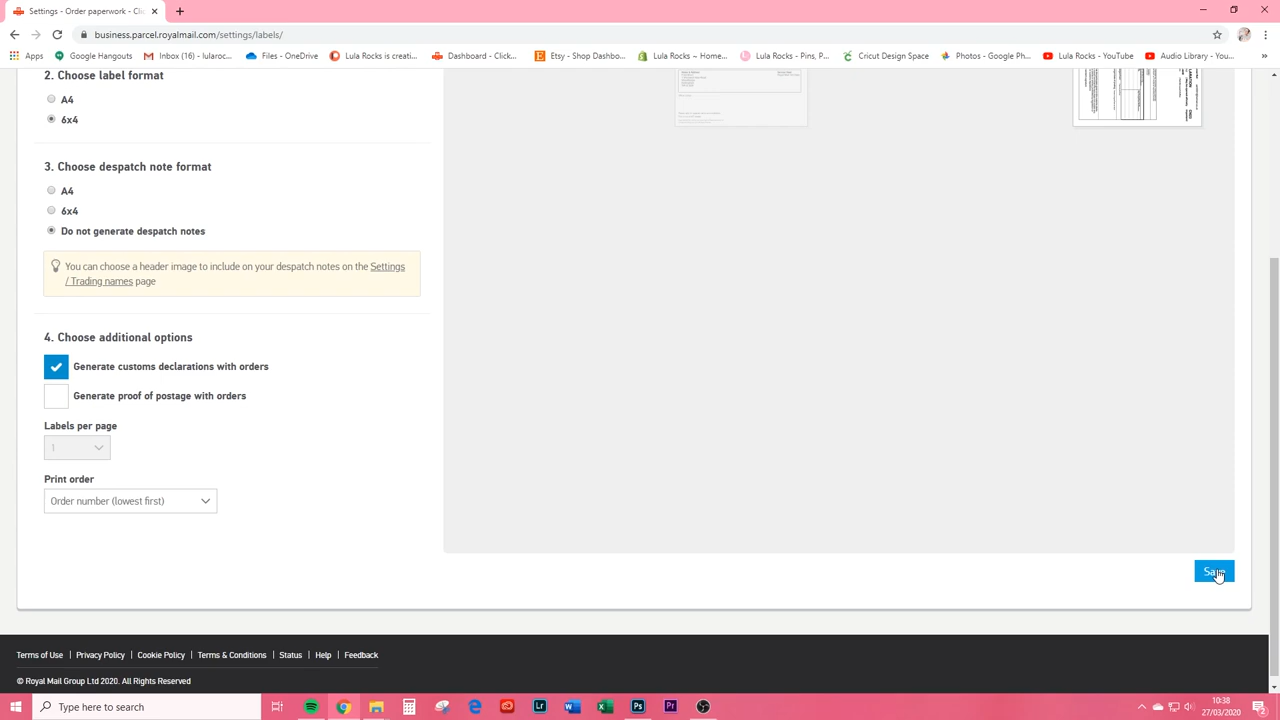 Settings - Order paperwork - Cli
business.parcel.royalmail.com/settings/labels/
Apps
Google Hangouts
Inbox (16) - lularoc...
Files - OneDrive
Lula Rocks is creati...
Dashboard - Click...
Etsy - Shop Dashbo...
Lula Rocks ~ Home...
Lula Rocks - Pins, P...
Cricut Design Space
Photos - Google Ph...
Lula Rocks - YouTube
Audio Library - You...
»
2. Choose label format
A4
6x4
3. Choose despatch note format
A4
6x4
Do not generate despatch notes
You can choose a header image to include on your despatch notes on the Settings
/ Trading names page
4. Choose additional options
Generate customs declarations with orders
Generate proof of postage with orders
Labels per page
1
Print order
Order number (lowest first)
Save
Terms of Use | Privacy Policy | Cookie Policy | Terms & Conditions | Status | Help | Feedback
© Royal Mail Group Ltd 2020. All Rights Reserved
Type here to search
10:38
27/03/2020
2